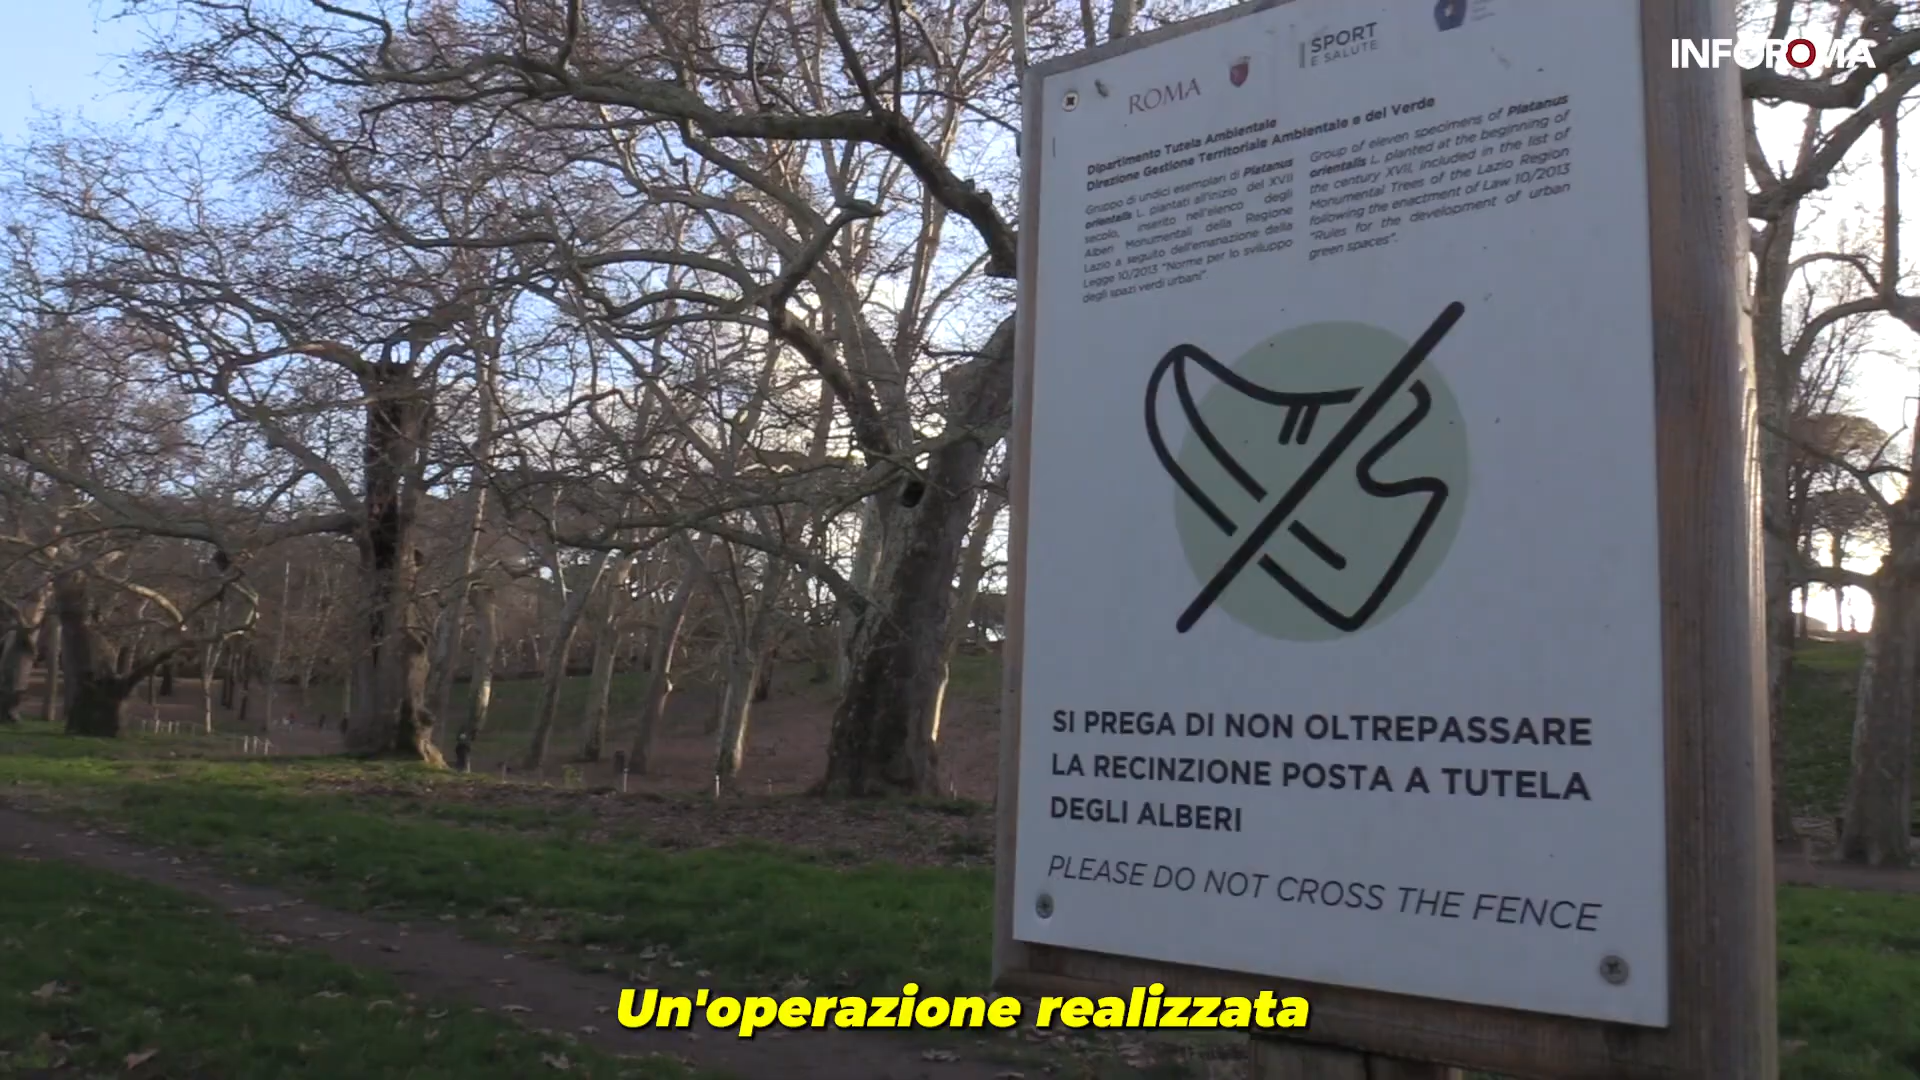 INFOROMA
SPORT
E SALUTE
ROMA
Dipartimento Tutela Ambientale
Direzione Gestione Territoriale Ambientale e del Verde
Gruppo di undici esemplari di Platanus
orientalis L. piantati all'inizio del XVII
secolo, inserito nell'elenco degli
Alberi Monumentali della Regione
Lazio a seguito dell'emanazione della
Legge 10/2013 "Norme per lo sviluppo
degli spazi verdi urbani".
Group of eleven specimens of Platanus
orientalis L. planted at the beginning of
the century XVII, included in the list of
Monumental Trees of the Lazio Region
following the enactment of Law 10/2013
"Rules for the development of urban
green spaces".
SI PREGA DI NON OLTREPASSARE
LA RECINZIONE POSTA A TUTELA
DEGLI ALBERI
PLEASE DO NOT CROSS THE FENCE
Un'operazione realizzata